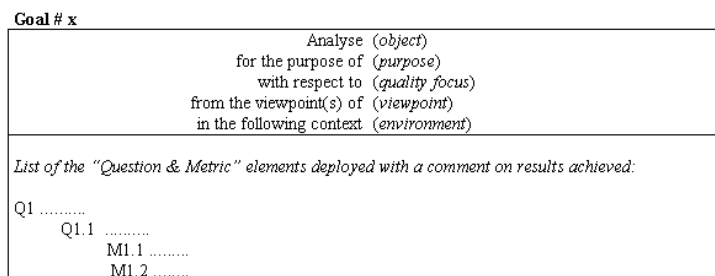 Goal # x
Analyse (object)
for the purpose of (purpose)
with respect to (quality focus)
from the viewpoint(s) of (viewpoint)
in the following context (environment)
List of the "Question & Metric" elements deployed with a comment on results achieved:
Q1 ..........
Q1.1 ..........
M1.1 .........
M1.2 ........